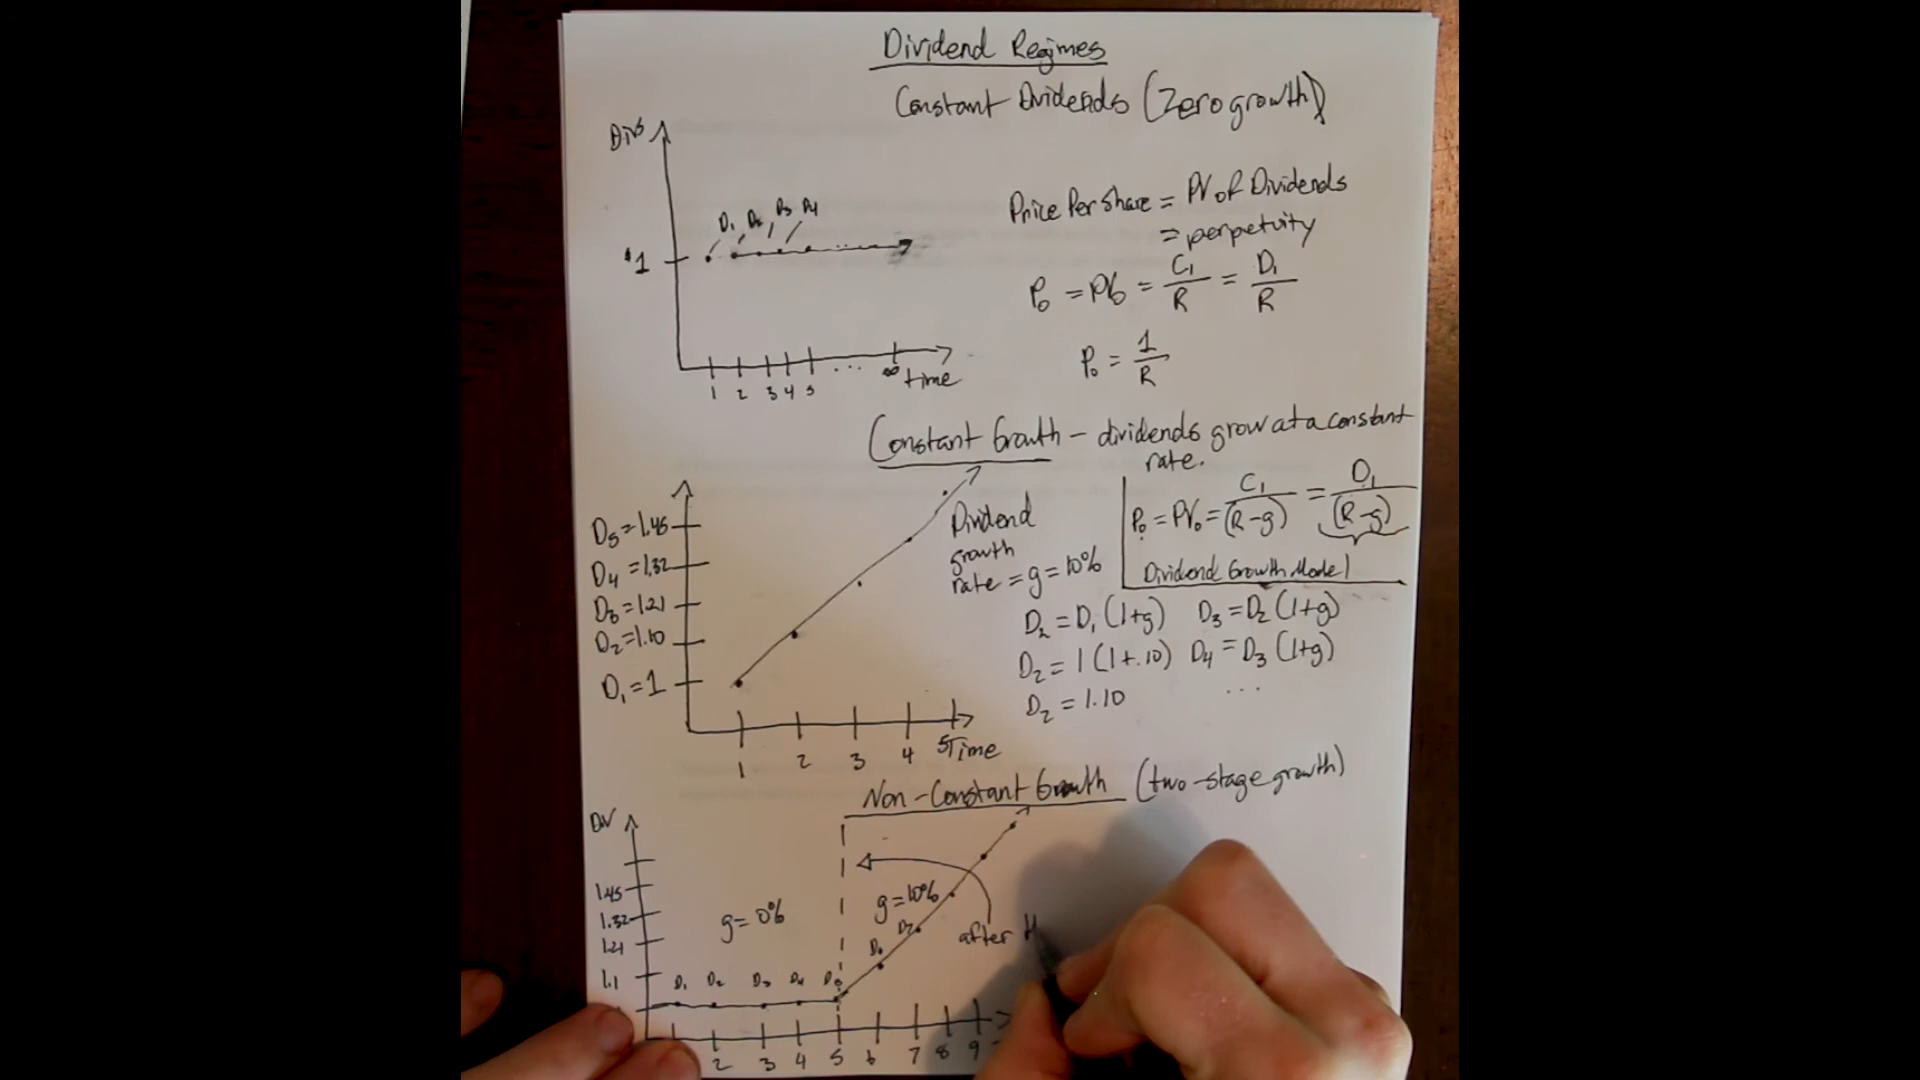 Dividend Regimes
Constant Dividends (Zero growth)
Divs
D₁ D₂ D₃ D₄
$1
1 2 3 4 5 ... ∞ time
Price Per Share = PV of Dividends
= perpetuity
P₀ = PV₀ = C₁/R = D₁/R
P₀ = 1/R
Constant Growth - dividends grow at a constant
rate.
D₅ = 1.45
D₄ = 1.32
D₃ = 1.21
D₂ = 1.10
D₁ = 1
1 2 3 4 5 Time
Dividend
growth
rate = g = 10%
P₀ = PV₀ = C₁/(R-g) = D₁/(R-g)
Dividend Growth Model
D₂ = D₁ (1+g) D₃ = D₂ (1+g)
D₂ = 1 (1+.10) D₄ = D₃ (1+g)
D₂ = 1.10 ...
Non-Constant Growth (two-stage growth)
Div
1.45
1.32
1.21
1.1
g = 0%
g = 10%
after
D₁ D₂ D₃ D₄ D₅
2 3 4 5 6 7 8 9